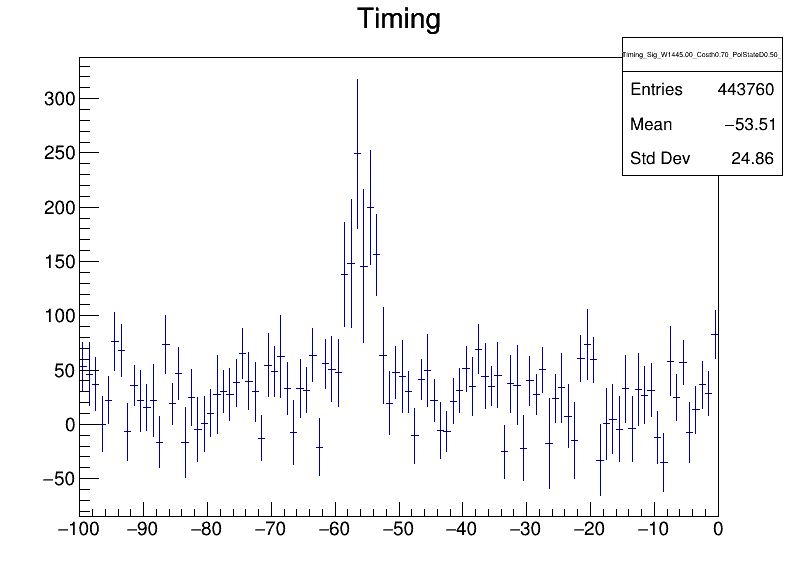 Timing
Timing_Sig_W1445.00_Costh0.70_PolStateD0.50_
Entries 443760
Mean −53.51
Std Dev 24.86
300
250
200
150
100
50
0
−50
−100 −90 −80 −70 −60 −50 −40 −30 −20 −10 0